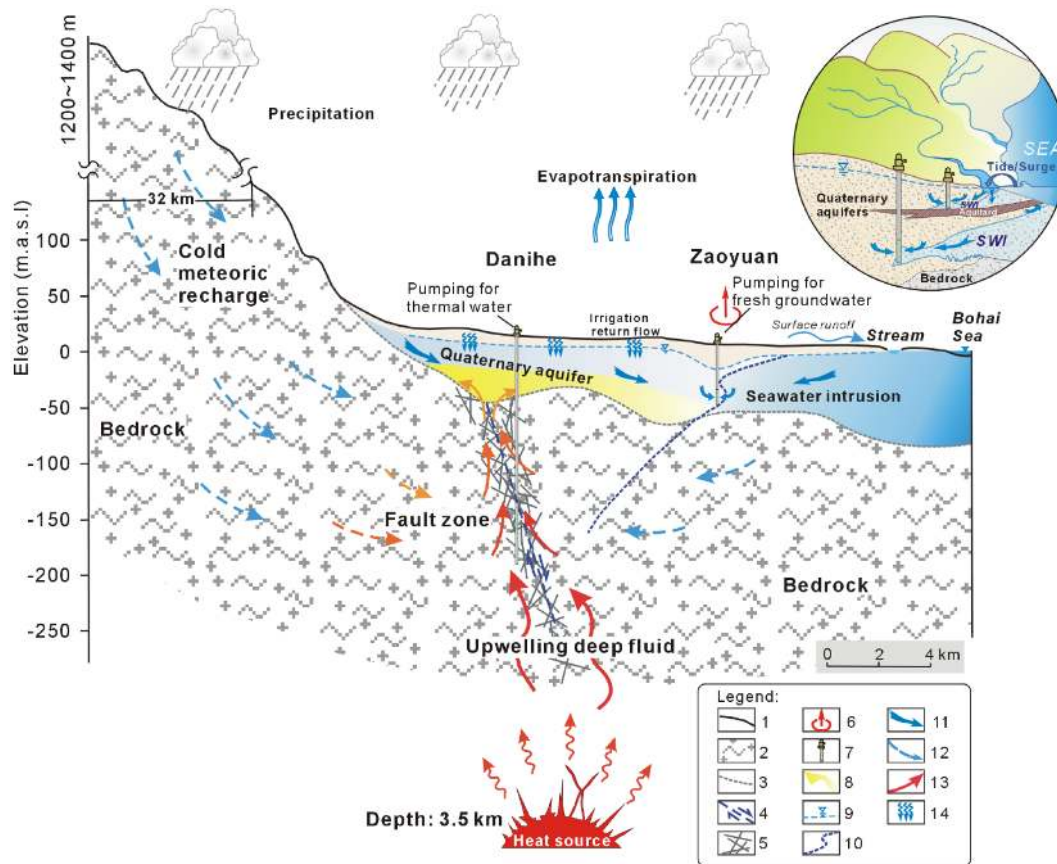 1200~1400 m
Precipitation
32 km
Elevation (m.a.s.l)
100
50
0
-50
-100
-150
-200
-250
Cold
meteoric
recharge
Evapotranspiration
Danihe
Zaoyuan
Pumping for
thermal water
Pumping for
fresh groundwater
Irrigation
return flow
Surface runoff
Stream
Bohai
Sea
Quaternary aquifer
Seawater intrusion
Bedrock
Fault zone
Bedrock
Upwelling deep fluid
0 2 4 km
Depth: 3.5 km
Heat source
SEA
Tide/Surge
Quaternary
aquifers
SWI
Aquitard
SWI
Bedrock
Legend:
1 6 11
2 7 12
3 8 13
4 9 14
5 10